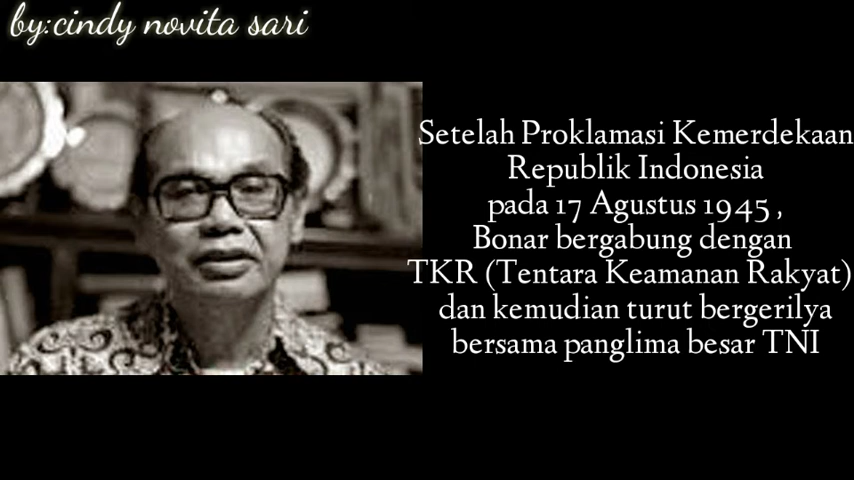 by:cindy novita sari
Setelah Proklamasi Kemerdekaan
Republik Indonesia
pada 17 Agustus 1945 ,
Bonar bergabung dengan
TKR (Tentara Keamanan Rakyat)
dan kemudian turut bergerilya
bersama panglima besar TNI